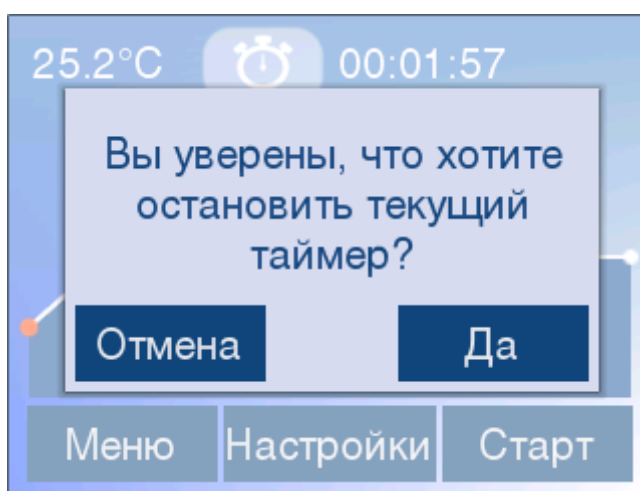 25.2°C 00:01:57
Вы уверены, что хотите
остановить текущий
таймер?
Отмена Да
Меню Настройки Старт